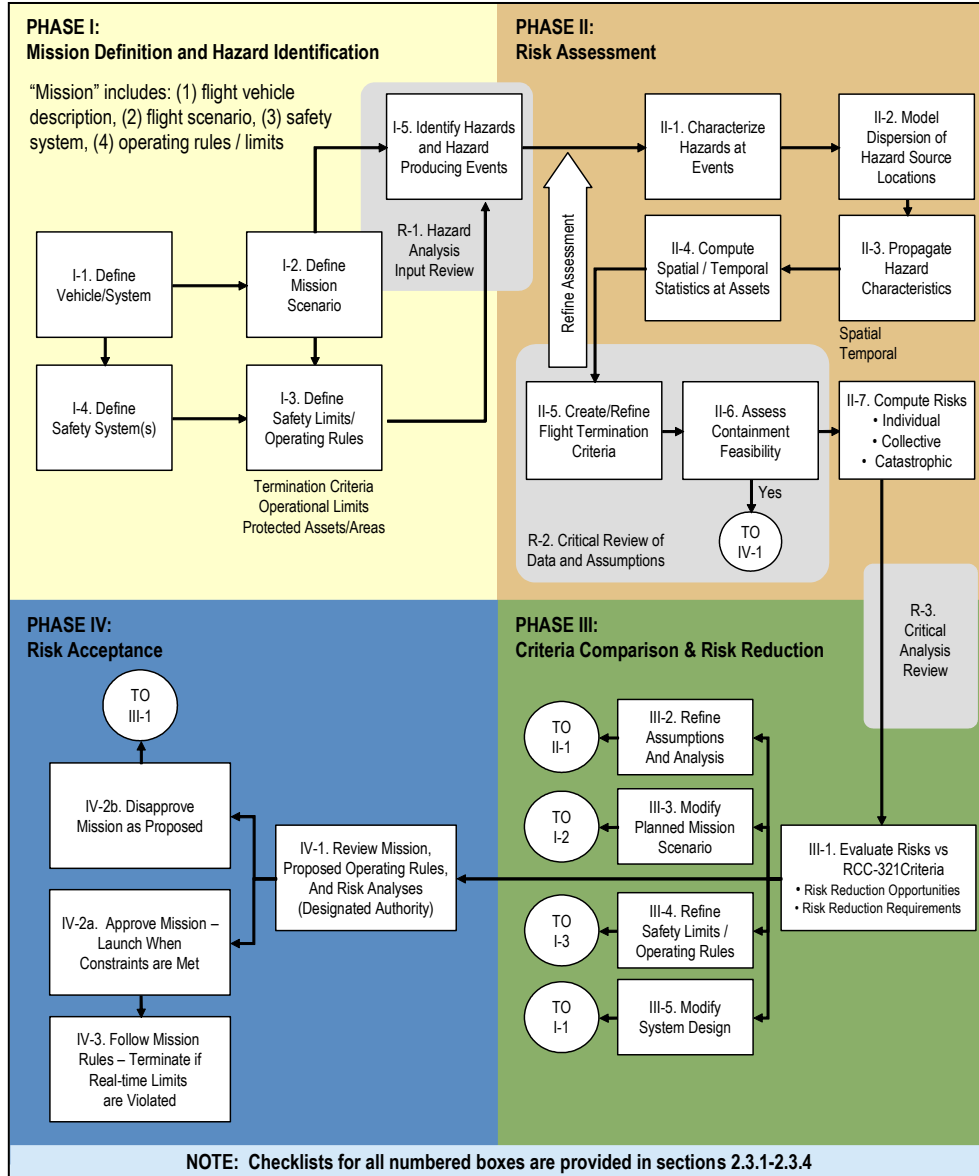 PHASE I:
Mission Definition and Hazard Identification
“Mission” includes: (1) flight vehicle
description, (2) flight scenario, (3) safety
system, (4) operating rules / limits
I-5. Identify Hazards
and Hazard
Producing Events
R-1. Hazard
Analysis
Input Review
I-1. Define
Vehicle/System
I-2. Define
Mission
Scenario
I-4. Define
Safety System(s)
I-3. Define
Safety Limits/
Operating Rules
Termination Criteria
Operational Limits
Protected Assets/Areas
PHASE II:
Risk Assessment
II-1. Characterize
Hazards at
Events
II-2. Model
Dispersion of
Hazard Source
Locations
Refine Assessment
II-4. Compute
Spatial / Temporal
Statistics at Assets
II-3. Propagate
Hazard
Characteristics
Spatial
Temporal
II-5. Create/Refine
Flight Termination
Criteria
II-6. Assess
Containment
Feasibility
II-7. Compute Risks
• Individual
• Collective
• Catastrophic
Yes
TO
IV-1
R-2. Critical Review of
Data and Assumptions
R-3.
Critical
Analysis
Review
PHASE III:
Criteria Comparison & Risk Reduction
TO
II-1
III-2. Refine
Assumptions
And Analysis
TO
I-2
III-3. Modify
Planned Mission
Scenario
III-1. Evaluate Risks vs
RCC-321Criteria
• Risk Reduction Opportunities
• Risk Reduction Requirements
TO
I-3
III-4. Refine
Safety Limits /
Operating Rules
TO
I-1
III-5. Modify
System Design
PHASE IV:
Risk Acceptance
TO
III-1
IV-2b. Disapprove
Mission as Proposed
IV-1. Review Mission,
Proposed Operating Rules,
And Risk Analyses
(Designated Authority)
IV-2a. Approve Mission –
Launch When
Constraints are Met
IV-3. Follow Mission
Rules – Terminate if
Real-time Limits
are Violated
NOTE: Checklists for all numbered boxes are provided in sections 2.3.1-2.3.4